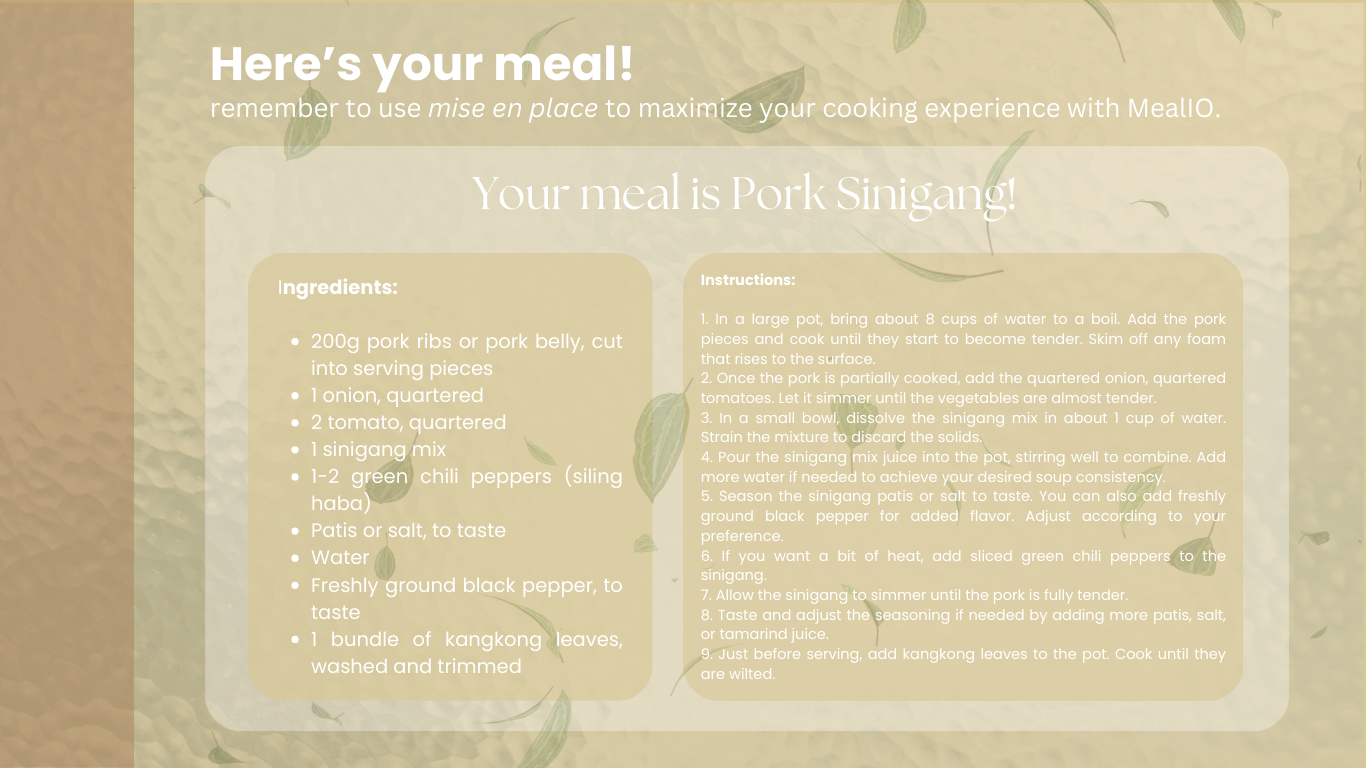 Here’s your meal!
remember to use mise en place to maximize your cooking experience with MealIO.
Your meal is Pork Sinigang!
Ingredients:
• 200g pork ribs or pork belly, cut
into serving pieces
• 1 onion, quartered
• 2 tomato, quartered
• 1 sinigang mix
• 1-2 green chili peppers (siling
haba)
• Patis or salt, to taste
• Water
• Freshly ground black pepper, to
taste
• 1 bundle of kangkong leaves,
washed and trimmed
Instructions:
1. In a large pot, bring about 8 cups of water to a boil. Add the pork
pieces and cook until they start to become tender. Skim off any foam
that rises to the surface.
2. Once the pork is partially cooked, add the quartered onion, quartered
tomatoes. Let it simmer until the vegetables are almost tender.
3. In a small bowl, dissolve the sinigang mix in about 1 cup of water.
Strain the mixture to discard the solids.
4. Pour the sinigang mix juice into the pot, stirring well to combine. Add
more water if needed to achieve your desired soup consistency.
5. Season the sinigang patis or salt to taste. You can also add freshly
ground black pepper for added flavor. Adjust according to your
preference.
6. If you want a bit of heat, add sliced green chili peppers to the
sinigang.
7. Allow the sinigang to simmer until the pork is fully tender.
8. Taste and adjust the seasoning if needed by adding more patis, salt,
or tamarind juice.
9. Just before serving, add kangkong leaves to the pot. Cook until they
are wilted.